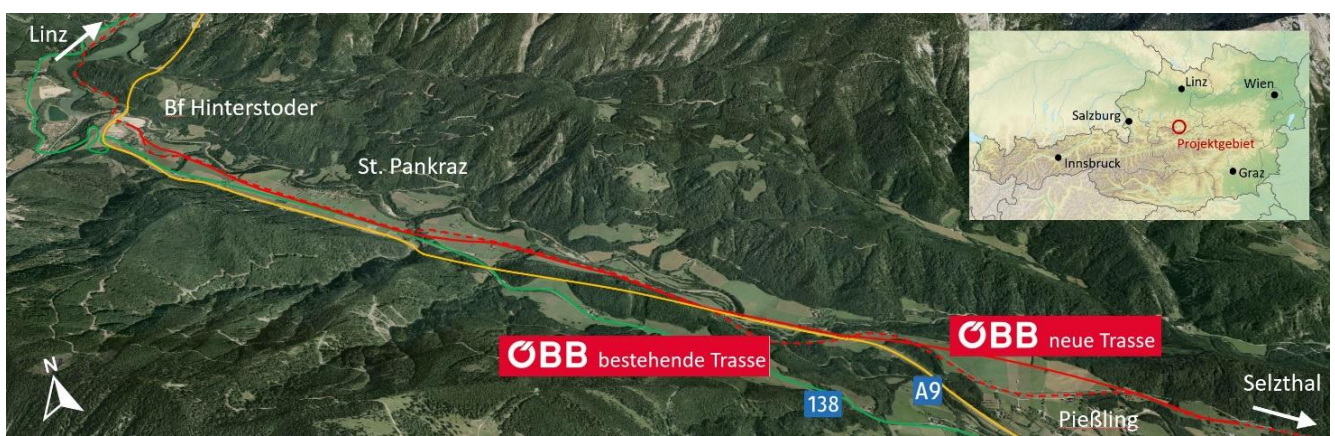 Linz
Bf Hinterstoder
St. Pankraz
Linz
Wien
Salzburg
Projektgebiet
Innsbruck
Graz
ÖBB neue Trasse
ÖBB bestehende Trasse
N
A9
138
Selzthal
Pießling